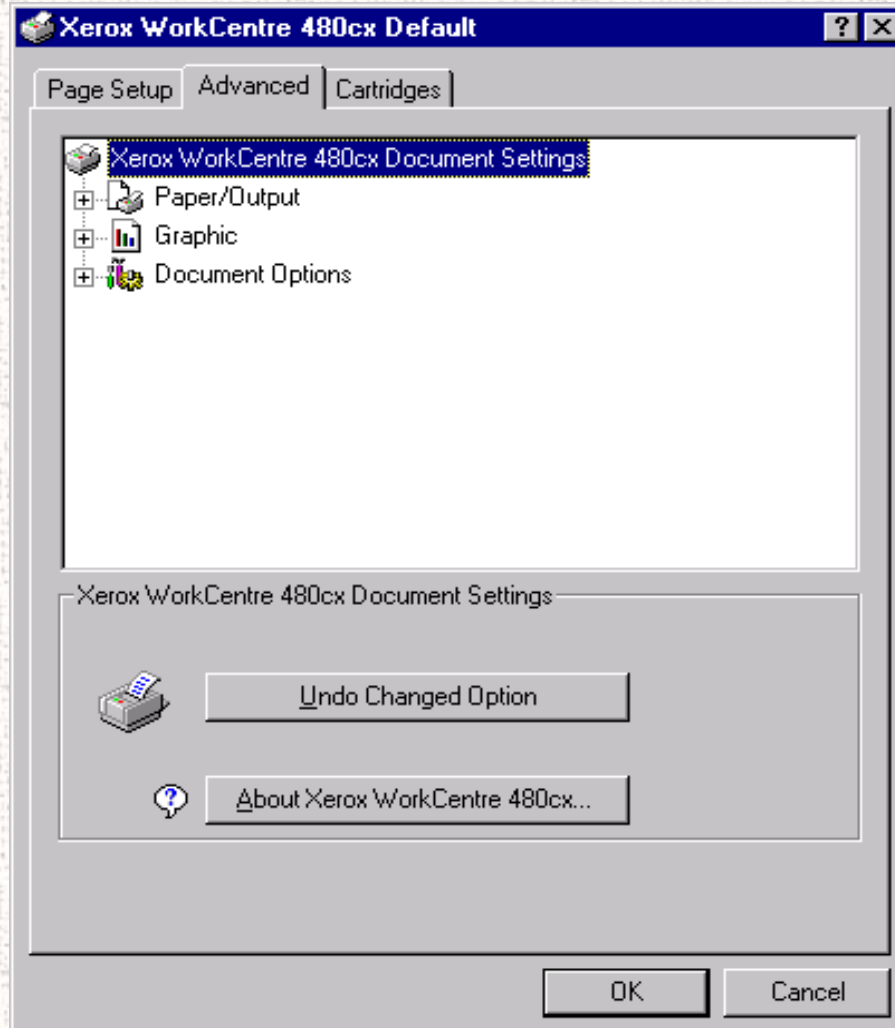 Xerox WorkCentre 480cx Default
Page Setup Advanced Cartridges
Xerox WorkCentre 480cx Document Settings
Paper/Output
Graphic
Document Options
Xerox WorkCentre 480cx Document Settings
Undo Changed Option
About Xerox WorkCentre 480cx...
OK Cancel